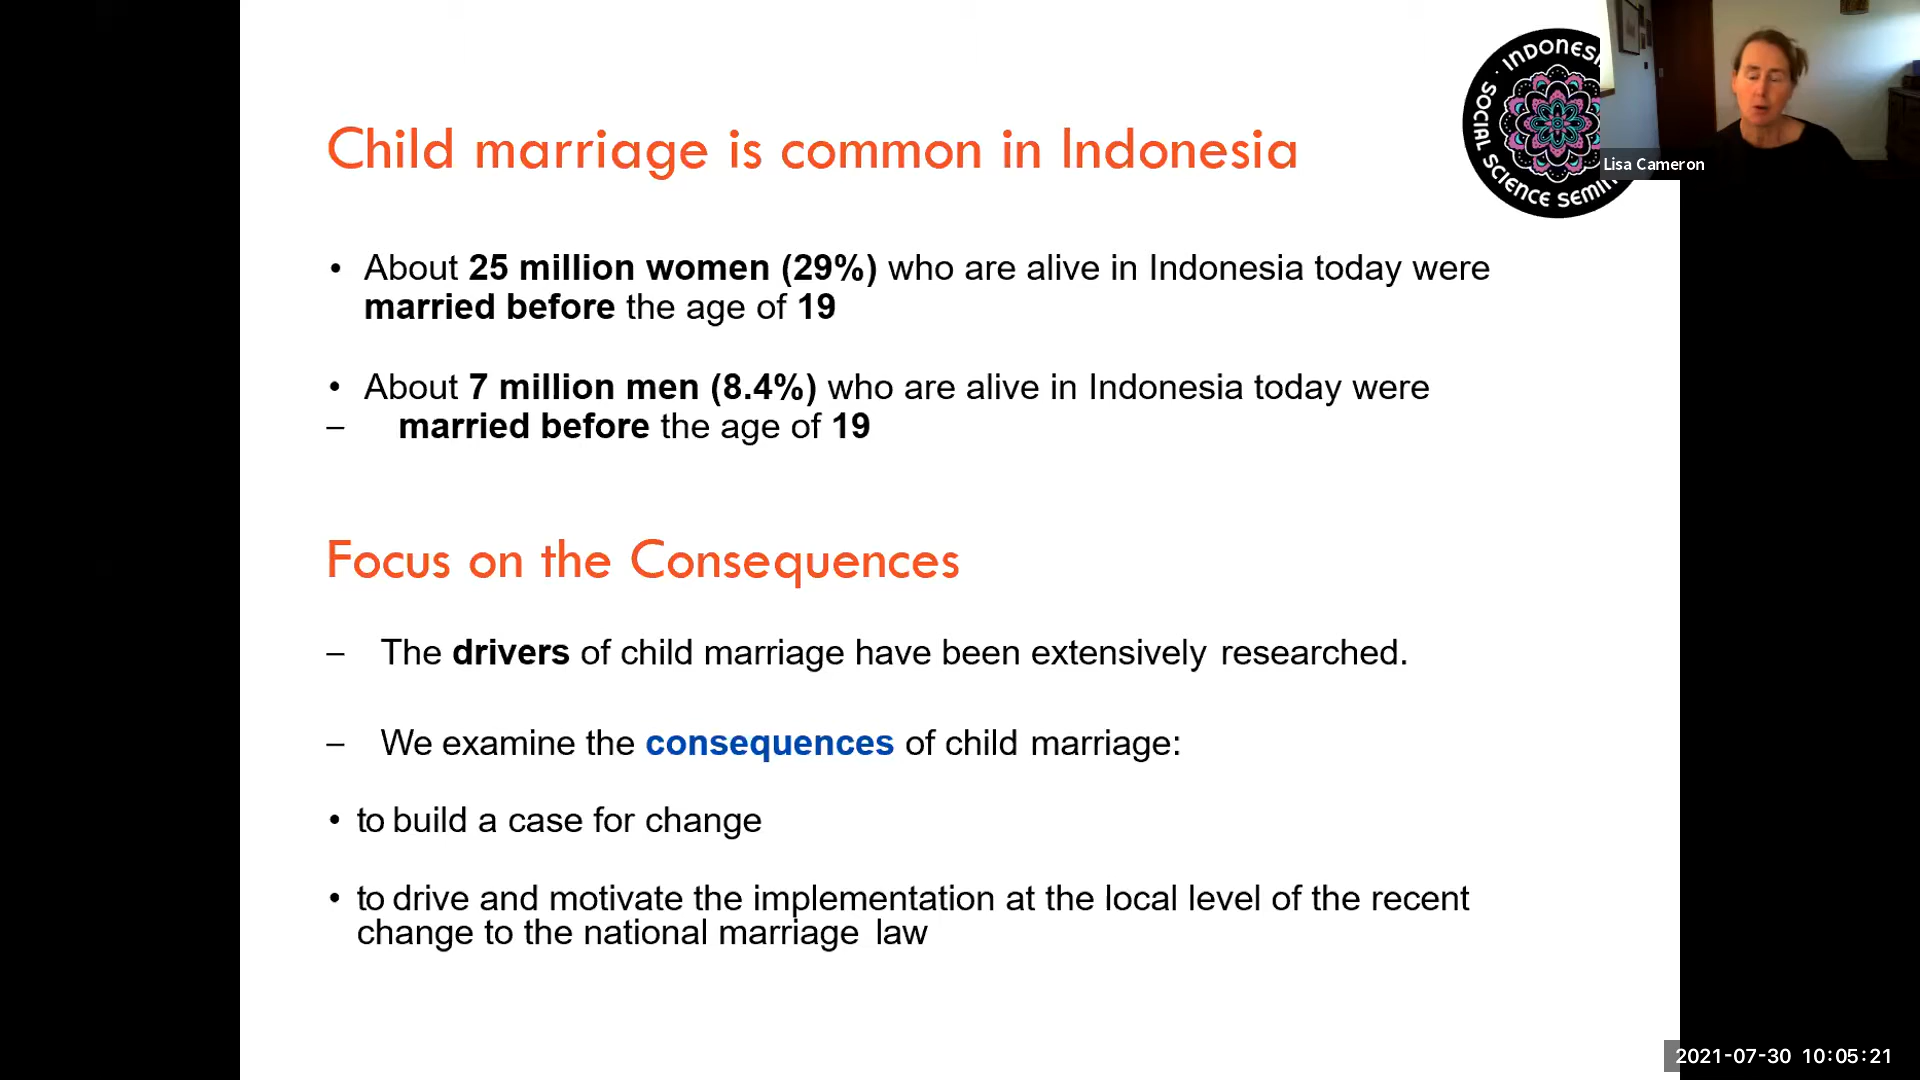 Child marriage is common in Indonesia
INDONESI
SOCIAL SCIENCE SEMIN
Lisa Cameron
• About 25 million women (29%) who are alive in Indonesia today were
married before the age of 19
• About 7 million men (8.4%) who are alive in Indonesia today were
– married before the age of 19
Focus on the Consequences
– The drivers of child marriage have been extensively researched.
– We examine the consequences of child marriage:
• to build a case for change
• to drive and motivate the implementation at the local level of the recent
change to the national marriage law
2021-07-30 10:05:21